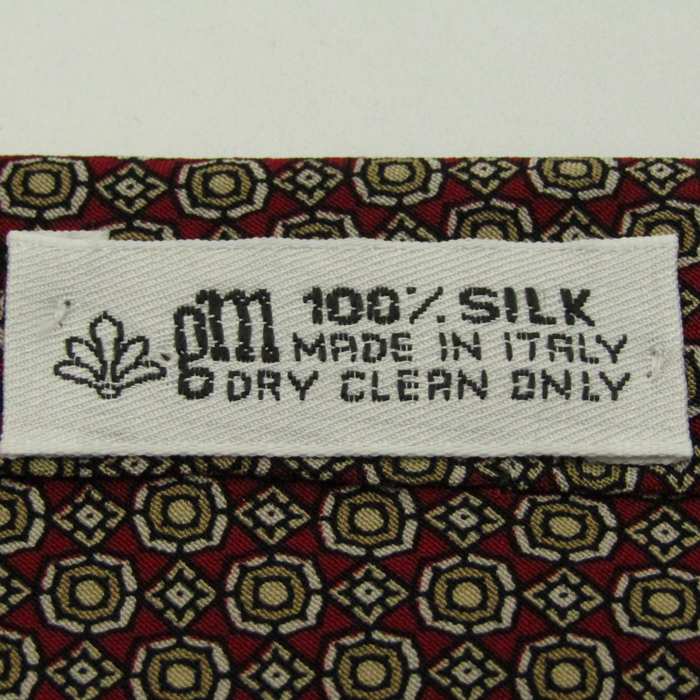 gm 100% SILK
MADE IN ITALY
DRY CLEAN ONLY